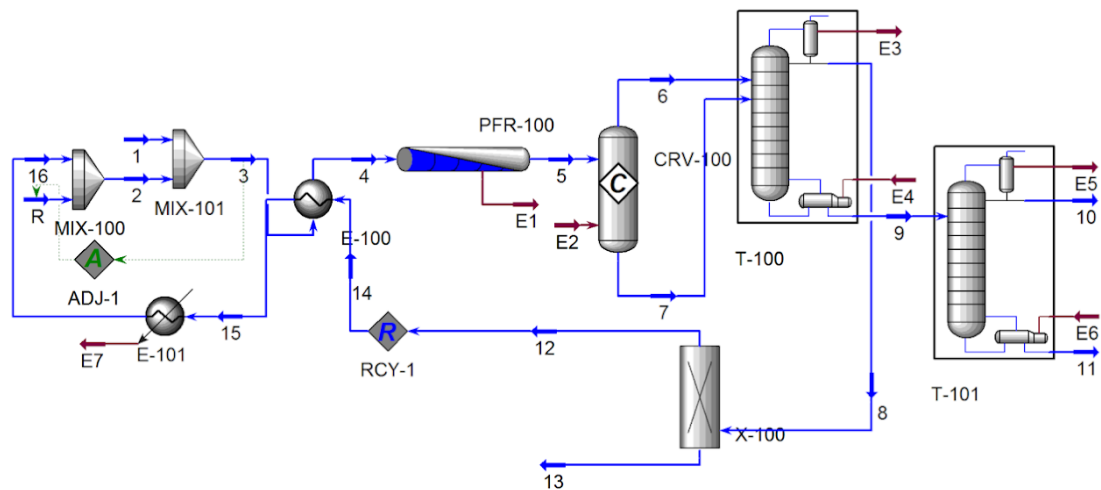 E3
PFR-100
6
CRV-100
1
16
3
4
5
C
2
R
MIX-101
E1
E4
E5
MIX-100
E-100
E2
9
10
A
T-100
ADJ-1
14
7
15
R
12
E6
E7
E-101
RCY-1
8
11
X-100
T-101
13